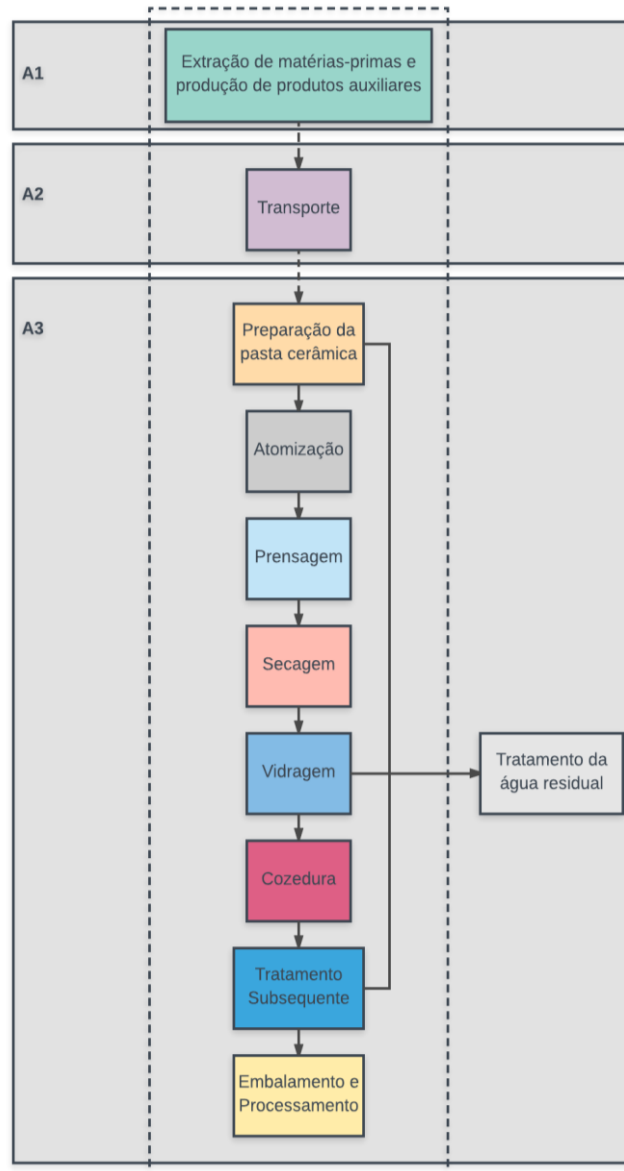 A1
Extração de matérias-primas e
produção de produtos auxiliares
A2
Transporte
A3
Preparação da
pasta cerâmica
Atomização
Prensagem
Secagem
Vidragem
Tratamento da
água residual
Cozedura
Tratamento
Subsequente
Embalamento e
Processamento